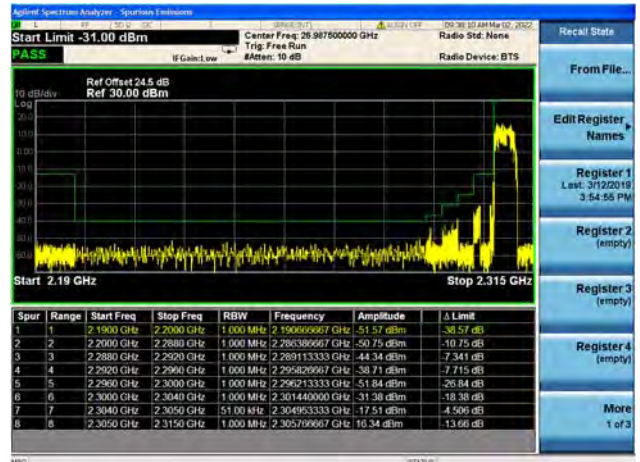 Agilent Spectrum Analyzer - Spurious Emissions
09:38:10 AM Mar 02, 2022
Start Limit -31.00 dBm
Center Freq: 26.987500000 GHz
Radio Std: None
Recall State
PASS
Trig: Free Run
IFGain:Low
#Atten: 10 dB
Radio Device: BTS
From File...
Ref Offset 24.5 dB
10 dB/div
Ref 30.00 dBm
Log
Edit Register Names
Register 1
Last: 3/12/2019
3:54:55 PM
Register 2
(empty)
Start 2.19 GHz
Stop 2.315 GHz
Register 3
(empty)
Spur Range Start Freq Stop Freq RBW Frequency Amplitude Δ Limit
1 1 2.1900 GHz 2.2000 GHz 1.000 MHz 2.190666667 GHz -51.57 dBm -38.57 dB
2 2 2.2000 GHz 2.2880 GHz 1.000 MHz 2.286386667 GHz -50.75 dBm -10.75 dB
3 3 2.2880 GHz 2.2920 GHz 1.000 MHz 2.289113333 GHz -44.34 dBm -7.341 dB
4 4 2.2920 GHz 2.2960 GHz 1.000 MHz 2.295826667 GHz -38.71 dBm -7.715 dB
5 5 2.2960 GHz 2.3000 GHz 1.000 MHz 2.296213333 GHz -51.84 dBm -26.84 dB
6 6 2.3000 GHz 2.3040 GHz 1.000 MHz 2.301440000 GHz -31.38 dBm -18.38 dB
7 7 2.3040 GHz 2.3050 GHz 51.00 kHz 2.304953333 GHz -17.51 dBm -4.506 dB
8 8 2.3050 GHz 2.3150 GHz 1.000 MHz 2.305766667 GHz 16.34 dBm -13.66 dB
Register 4
(empty)
More
1 of 3